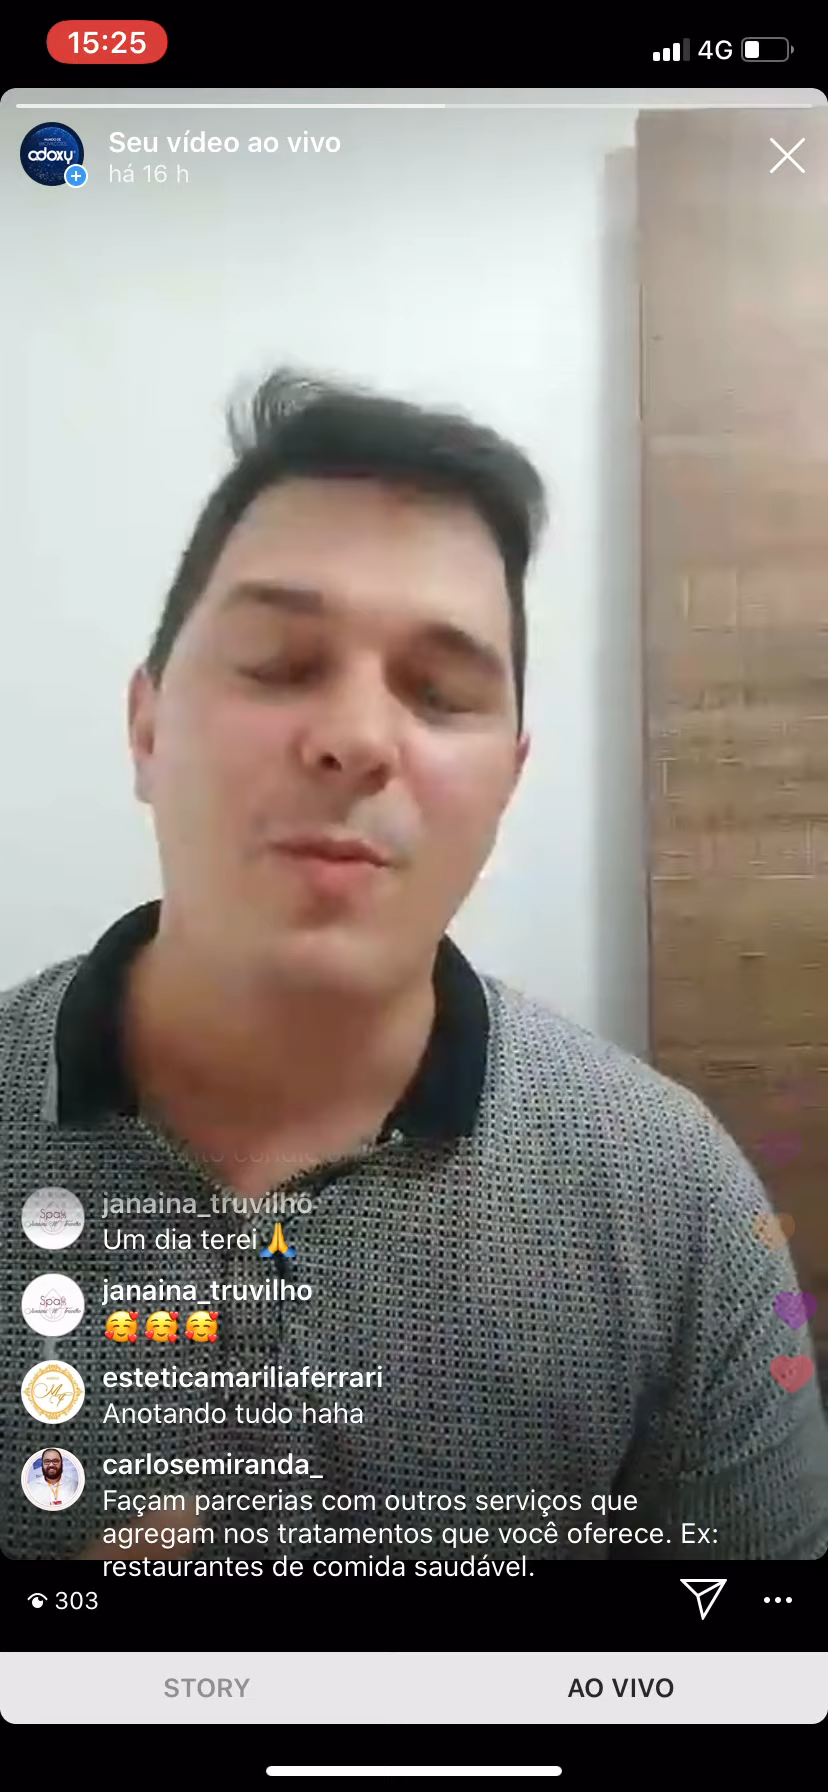 15:25
4G
adoxy
Seu vídeo ao vivo
há 16 h
janaina_truvilho
Um dia terei🙏
janaina_truvilho
🥰🥰🥰
esteticamariliaferrari
Anotando tudo haha
carlosemiranda_
Façam parcerias com outros serviços que
agregam nos tratamentos que você oferece. Ex:
restaurantes de comida saudável.
303
STORY
AO VIVO